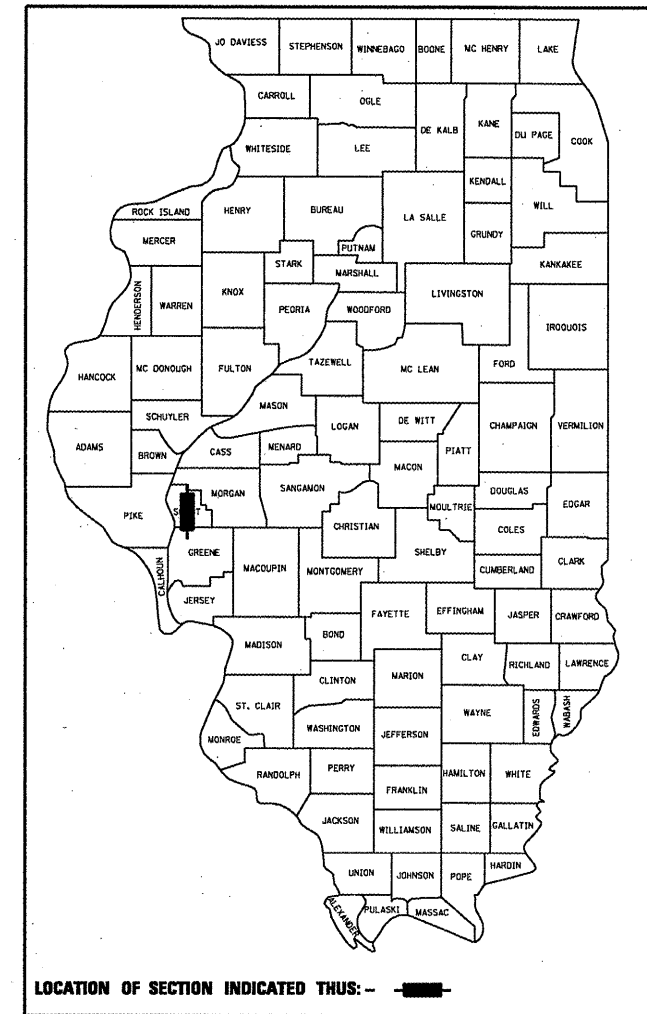 JO DAVIESS STEPHENSON WINNEBAGO BOONE MC HENRY LAKE
CARROLL OGLE DE KALB KANE DU PAGE COOK
WHITESIDE LEE KENDALL WILL
ROCK ISLAND HENRY BUREAU LA SALLE GRUNDY
MERCER PUTNAM KANKAKEE
STARK MARSHALL
HENDERSON WARREN KNOX PEORIA WOODFORD LIVINGSTON IROQUOIS
HANCOCK MC DONOUGH FULTON TAZEWELL MC LEAN FORD
SCHUYLER MASON LOGAN DE WITT CHAMPAIGN VERMILION
ADAMS BROWN CASS MENARD MACON PIATT
PIKE MORGAN SANGAMON MOULTRIE DOUGLAS EDGAR
CHRISTIAN COLES
GREENE MACOUPIN MONTGOMERY SHELBY CUMBERLAND CLARK
CALHOUN JERSEY FAYETTE EFFINGHAM JASPER CRAWFORD
MADISON BOND CLAY RICHLAND LAWRENCE
CLINTON MARION
ST. CLAIR WASHINGTON WAYNE EDWARDS WABASH
MONROE JEFFERSON
RANDOLPH PERRY HAMILTON WHITE
FRANKLIN
JACKSON WILLIAMSON SALINE GALLATIN
UNION JOHNSON POPE HARDIN
ALEXANDER PULASKI MASSAC
LOCATION OF SECTION INDICATED THUS: -